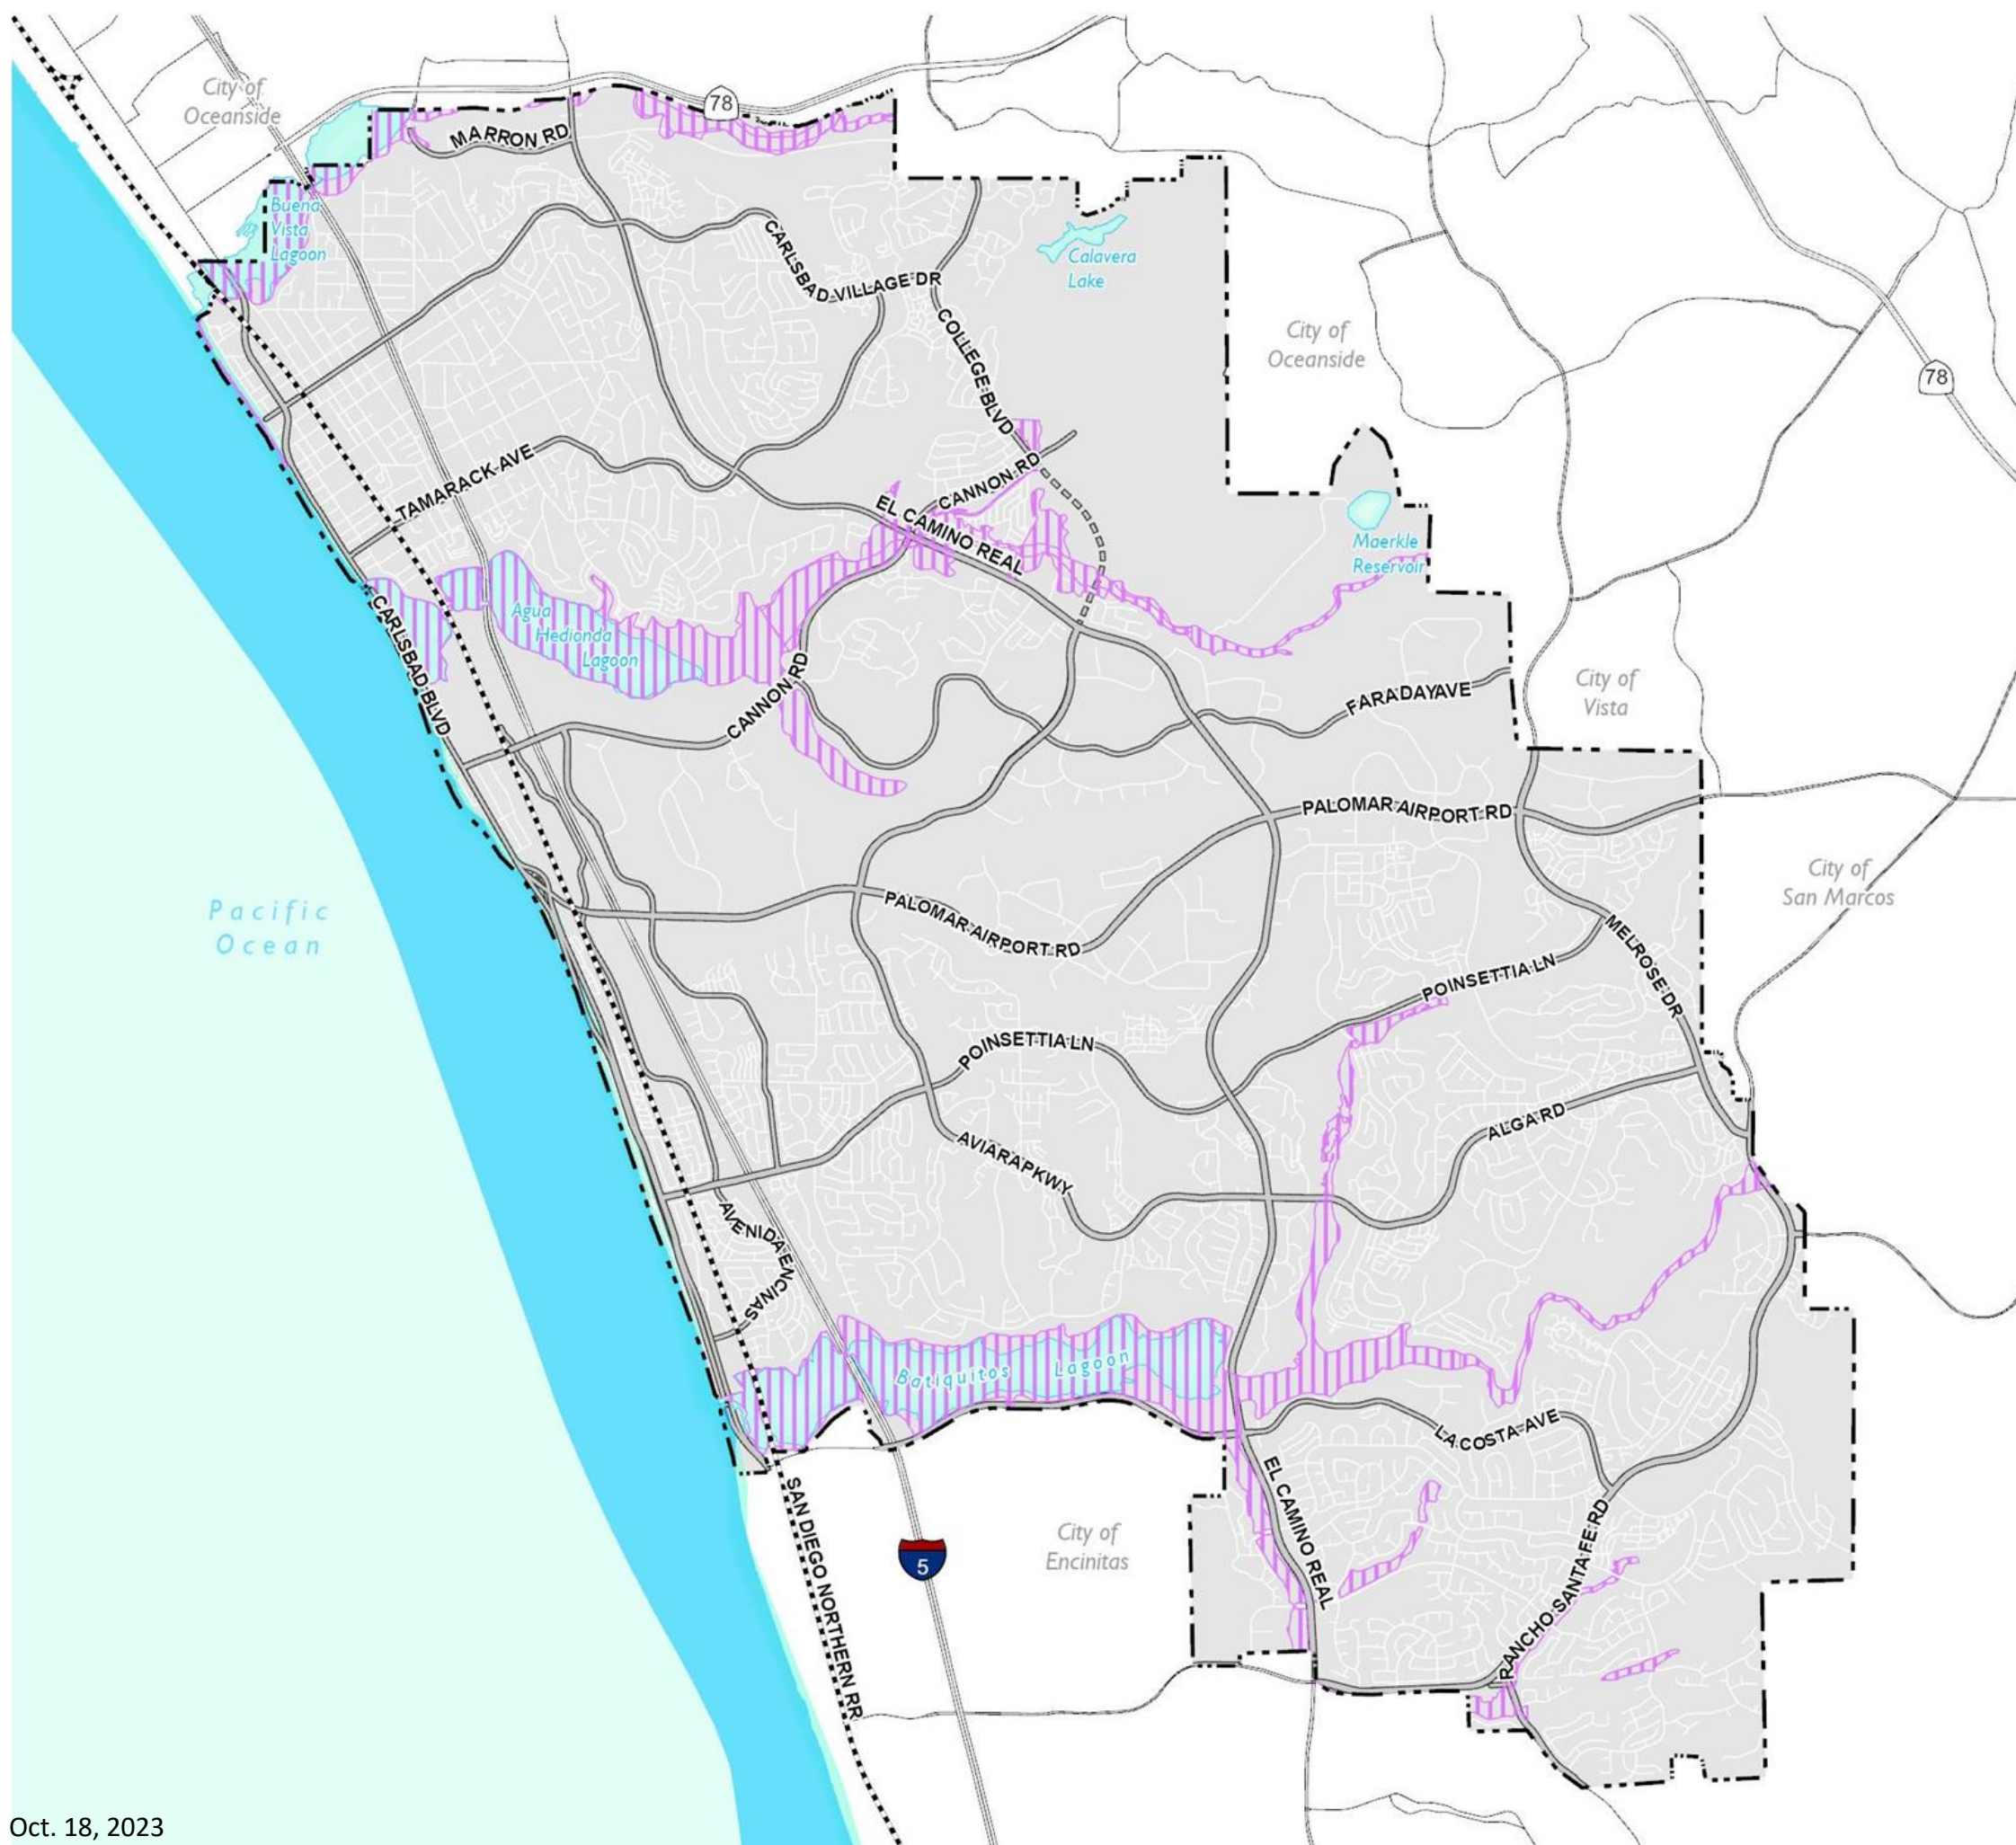 City of
Oceanside
78
MARRON RD
Buena
Vista
Lagoon
CARLSBAD VILLAGE DR
Calavera
Lake
COLLEGE BLVD
City of
Oceanside
78
TAMARACK AVE
CANNON RD
EL CAMINO REAL
Maerkle
Reservoir
Agua
Hedionda
Lagoon
CARLSBAD BLVD
CANNON RD
FARADAY AVE
City of
Vista
PALOMAR AIRPORT RD
City of
San Marcos
Pacific
Ocean
PALOMAR AIRPORT RD
MELROSE DR
POINSETTIA LN
POINSETTIA LN
ALGA RD
AVIARA PKWY
AVENIDA ENCINAS
Batiquitos Lagoon
LA COSTA AVE
EL CAMINO REAL
SAN DIEGO NORTHERN RR
5
City of
Encinitas
RANCHO SANTA FE RD
Oct. 18, 2023